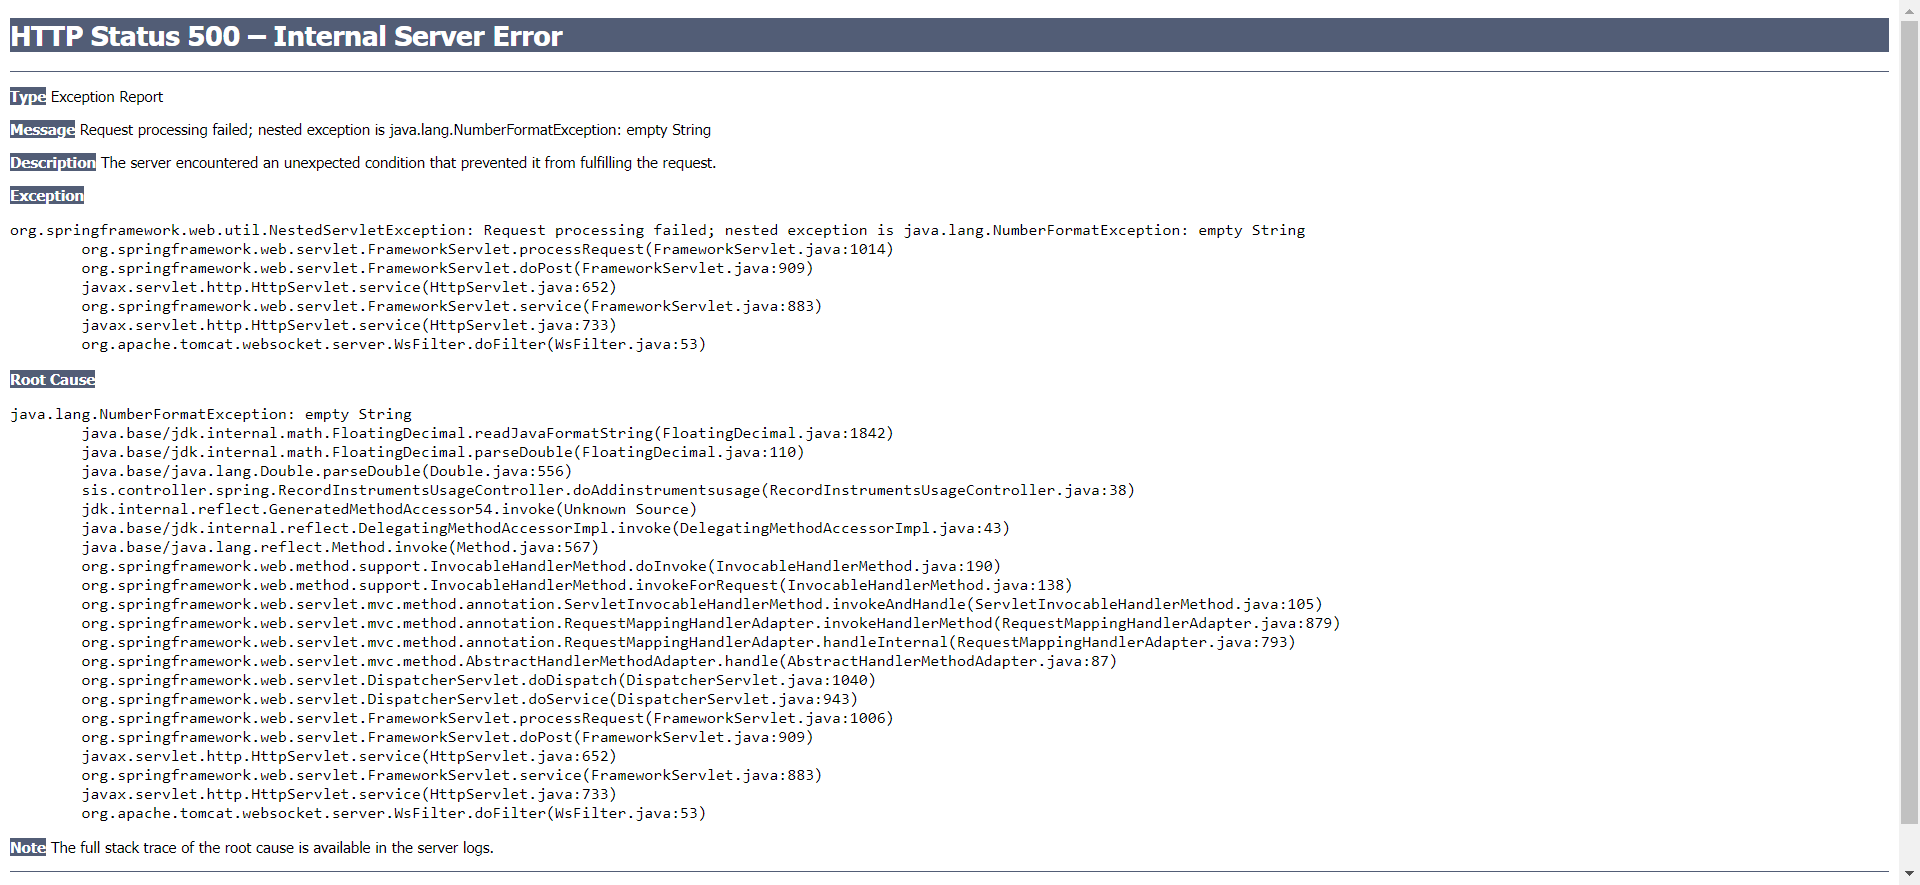 HTTP Status 500 – Internal Server Error
Type Exception Report
Message Request processing failed; nested exception is java.lang.NumberFormatException: empty String
Description The server encountered an unexpected condition that prevented it from fulfilling the request.
Exception
org.springframework.web.util.NestedServletException: Request processing failed; nested exception is java.lang.NumberFormatException: empty String
org.springframework.web.servlet.FrameworkServlet.processRequest(FrameworkServlet.java:1014)
org.springframework.web.servlet.FrameworkServlet.doPost(FrameworkServlet.java:909)
javax.servlet.http.HttpServlet.service(HttpServlet.java:652)
org.springframework.web.servlet.FrameworkServlet.service(FrameworkServlet.java:883)
javax.servlet.http.HttpServlet.service(HttpServlet.java:733)
org.apache.tomcat.websocket.server.WsFilter.doFilter(WsFilter.java:53)
Root Cause
java.lang.NumberFormatException: empty String
java.base/jdk.internal.math.FloatingDecimal.readJavaFormatString(FloatingDecimal.java:1842)
java.base/jdk.internal.math.FloatingDecimal.parseDouble(FloatingDecimal.java:110)
java.base/java.lang.Double.parseDouble(Double.java:556)
sis.controller.spring.RecordInstrumentsUsageController.doAddinstrumentsusage(RecordInstrumentsUsageController.java:38)
jdk.internal.reflect.GeneratedMethodAccessor54.invoke(Unknown Source)
java.base/jdk.internal.reflect.DelegatingMethodAccessorImpl.invoke(DelegatingMethodAccessorImpl.java:43)
java.base/java.lang.reflect.Method.invoke(Method.java:567)
org.springframework.web.method.support.InvocableHandlerMethod.doInvoke(InvocableHandlerMethod.java:190)
org.springframework.web.method.support.InvocableHandlerMethod.invokeForRequest(InvocableHandlerMethod.java:138)
org.springframework.web.servlet.mvc.method.annotation.ServletInvocableHandlerMethod.invokeAndHandle(ServletInvocableHandlerMethod.java:105)
org.springframework.web.servlet.mvc.method.annotation.RequestMappingHandlerAdapter.invokeHandlerMethod(RequestMappingHandlerAdapter.java:879)
org.springframework.web.servlet.mvc.method.annotation.RequestMappingHandlerAdapter.handleInternal(RequestMappingHandlerAdapter.java:793)
org.springframework.web.servlet.mvc.method.AbstractHandlerMethodAdapter.handle(AbstractHandlerMethodAdapter.java:87)
org.springframework.web.servlet.DispatcherServlet.doDispatch(DispatcherServlet.java:1040)
org.springframework.web.servlet.DispatcherServlet.doService(DispatcherServlet.java:943)
org.springframework.web.servlet.FrameworkServlet.processRequest(FrameworkServlet.java:1006)
org.springframework.web.servlet.FrameworkServlet.doPost(FrameworkServlet.java:909)
javax.servlet.http.HttpServlet.service(HttpServlet.java:652)
org.springframework.web.servlet.FrameworkServlet.service(FrameworkServlet.java:883)
javax.servlet.http.HttpServlet.service(HttpServlet.java:733)
org.apache.tomcat.websocket.server.WsFilter.doFilter(WsFilter.java:53)
Note The full stack trace of the root cause is available in the server logs.